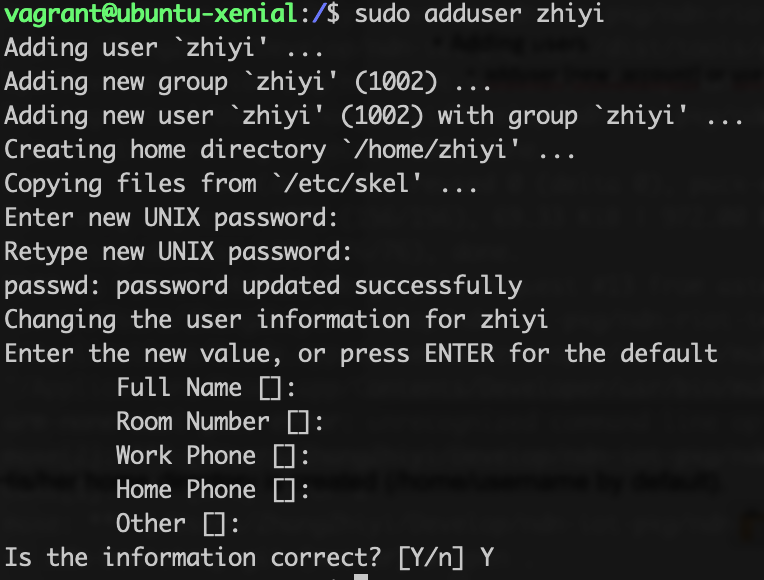 vagrant@ubuntu-xenial:/$ sudo adduser zhiyi
Adding user `zhiyi' ...
Adding new group `zhiyi' (1002) ...
Adding new user `zhiyi' (1002) with group `zhiyi' ...
Creating home directory `/home/zhiyi' ...
Copying files from `/etc/skel' ...
Enter new UNIX password:
Retype new UNIX password:
passwd: password updated successfully
Changing the user information for zhiyi
Enter the new value, or press ENTER for the default
Full Name []:
Room Number []:
Work Phone []:
Home Phone []:
Other []:
Is the information correct? [Y/n] Y